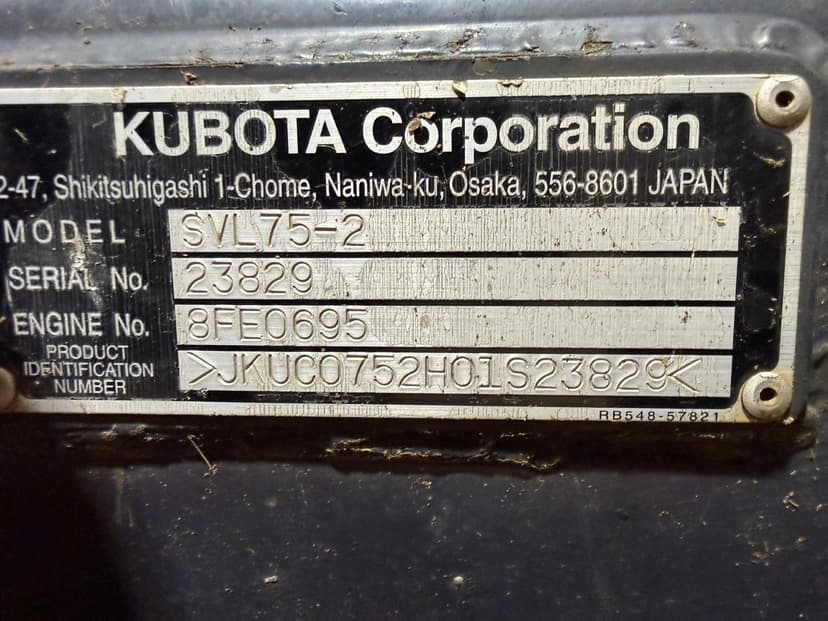 KUBOTA Corporation
2-47, Shikitsuhigashi 1-Chome, Naniwa-ku, Osaka, 556-8601 JAPAN
MODEL SVL75-2
SERIAL No. 23829
ENGINE No. 8FE0695
PRODUCT
IDENTIFICATION
NUMBER
>JKUC0752H01S23829<
RB548-57821